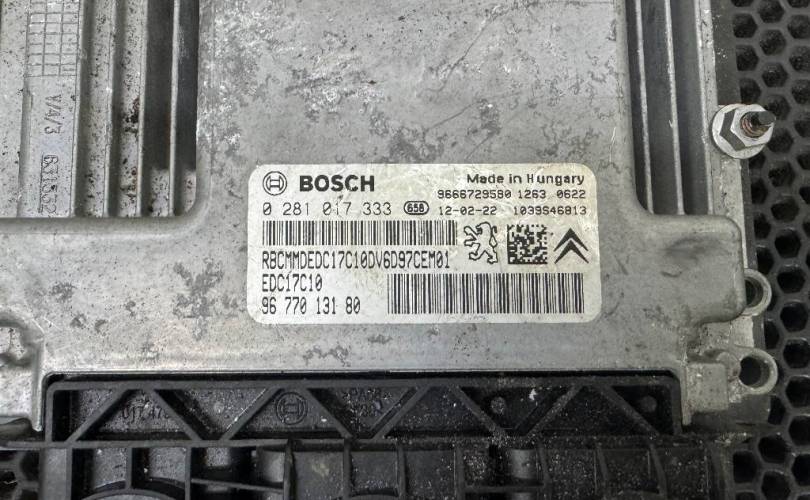 BOSCH
Made in Hungary
9666729580 1263 0622
0 281 017 333 658 12-02-22 1039S46813
RBCMMDEDC17C10DV6D97CEM01
EDC17C10
96 770 131 80